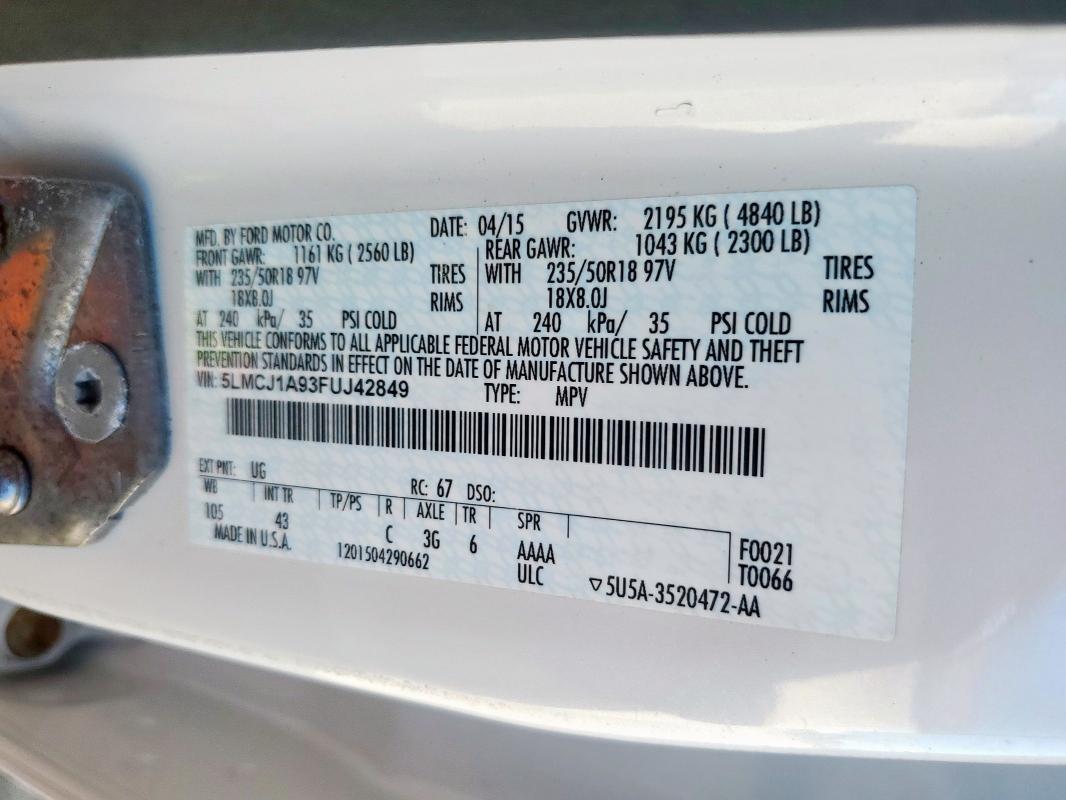 MFD. BY FORD MOTOR CO. DATE: 04/15 GVWR: 2195 KG ( 4840 LB)
FRONT GAWR: 1161 KG ( 2560 LB) REAR GAWR: 1043 KG ( 2300 LB)
WITH 235/50R18 97V TIRES WITH 235/50R18 97V TIRES
18X8.0J RIMS 18X8.0J RIMS
AT 240 kPa/ 35 PSI COLD AT 240 kPa/ 35 PSI COLD
THIS VEHICLE CONFORMS TO ALL APPLICABLE FEDERAL MOTOR VEHICLE SAFETY AND THEFT
PREVENTION STANDARDS IN EFFECT ON THE DATE OF MANUFACTURE SHOWN ABOVE.
VIN: 5LMCJ1A93FUJ42849 TYPE: MPV
EXT PNT: UG RC: 67 DSO:
WB INT TR TP/PS R AXLE TR SPR
105 43 C 3G 6 AAAA F0021
MADE IN U.S.A. 1201504290662 ULC T0066
▽5U5A-3520472-AA